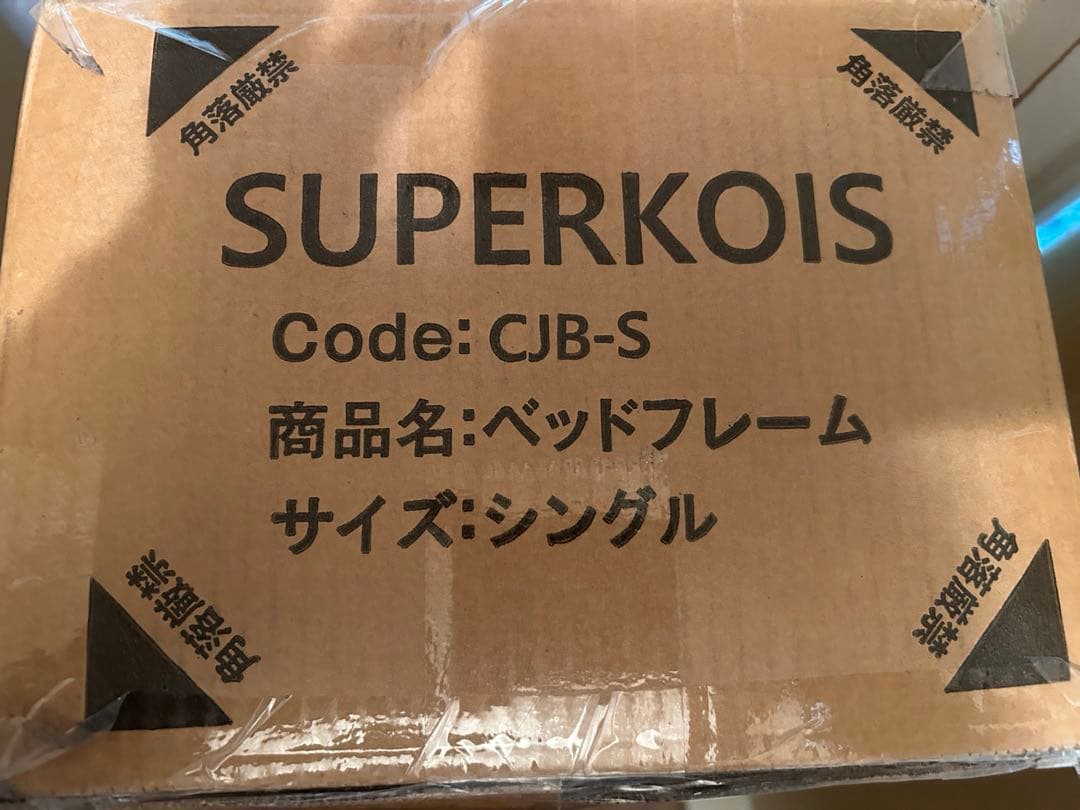 角落厳禁
角落厳禁
SUPERKOIS
Code: CJB-S
商品名:ベッドフレーム
サイズ:シングル
角落厳禁
角落厳禁